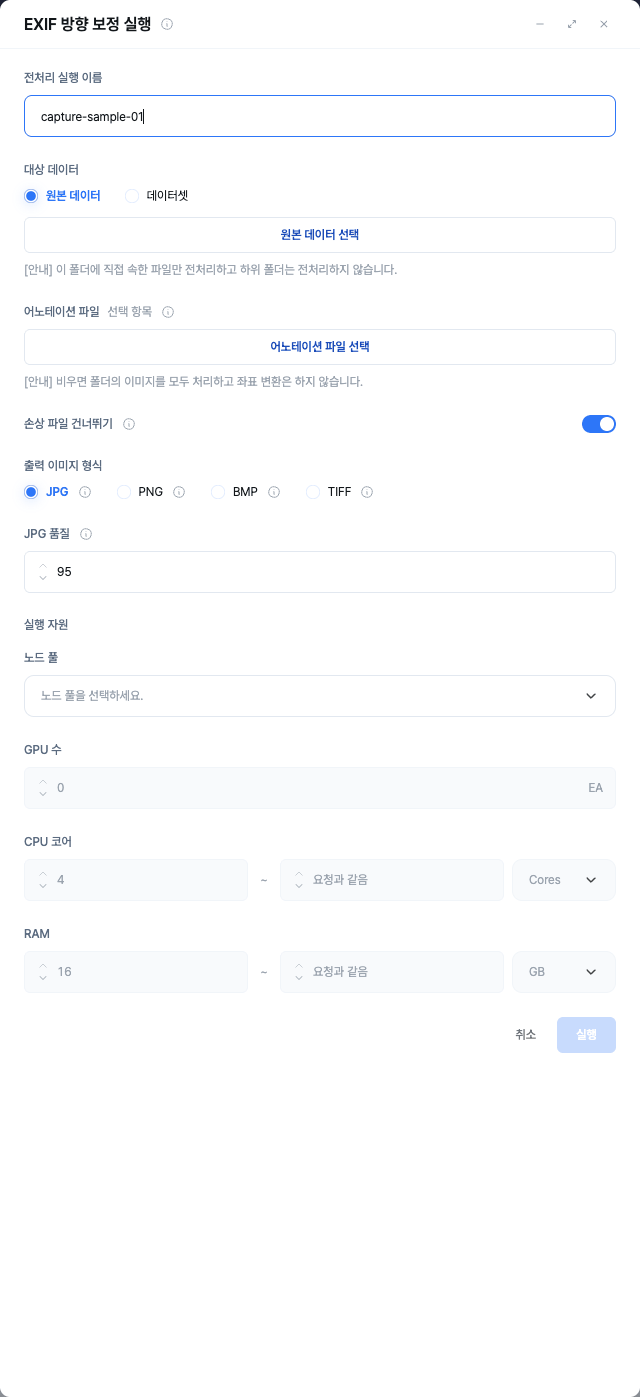 EXIF 방향 보정 실행
전처리 실행 이름
capture-sample-01
대상 데이터
원본 데이터 데이터셋
원본 데이터 선택
[안내] 이 폴더에 직접 속한 파일만 전처리하고 하위 폴더는 전처리하지 않습니다.
어노테이션 파일 선택 항목
어노테이션 파일 선택
[안내] 비우면 폴더의 이미지를 모두 처리하고 좌표 변환은 하지 않습니다.
손상 파일 건너뛰기
출력 이미지 형식
JPG PNG BMP TIFF
JPG 품질
95
실행 자원
노드 풀
노드 풀을 선택하세요.
GPU 수
0 EA
CPU 코어
4 ~ 요청과 같음 Cores
RAM
16 ~ 요청과 같음 GB
취소 실행